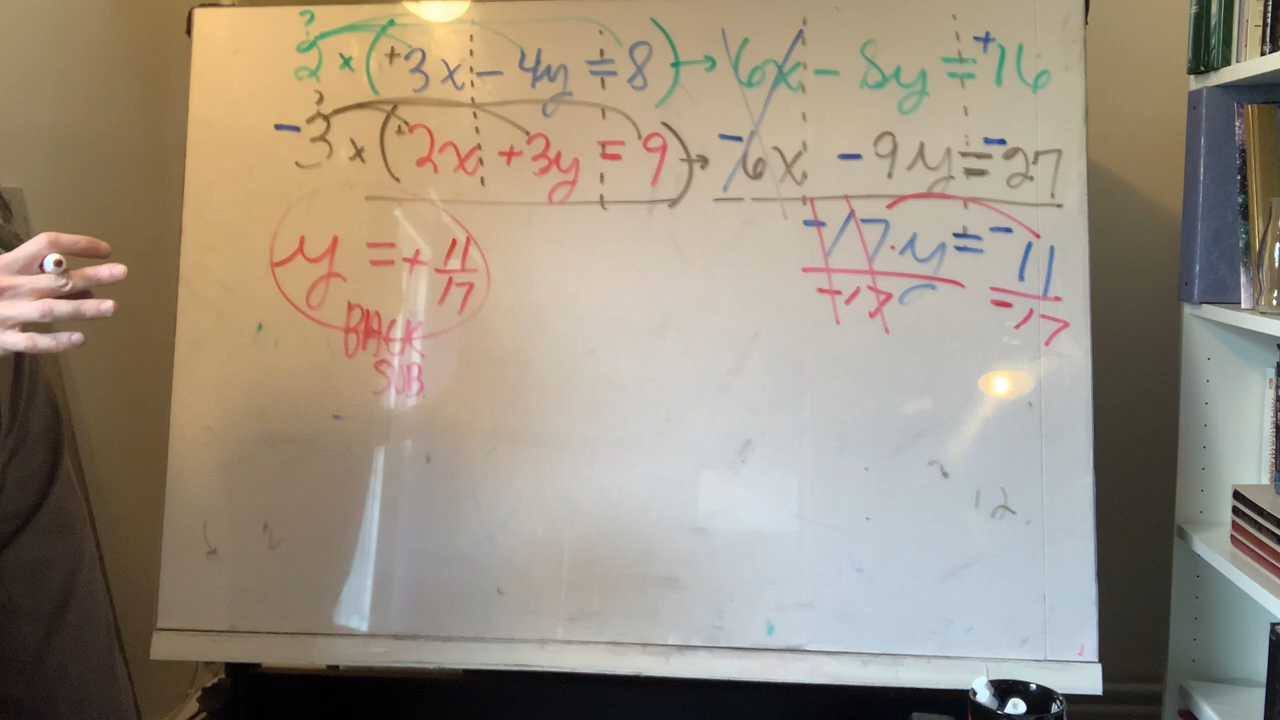 2 × (+3x - 4y = 8) → 6x - 8y = +16
-3 × (+2x + 3y = 9) → -6x - 9y = -27
-17·y = -11
-17 -17
y = + 11/17
BACK
SUB
12